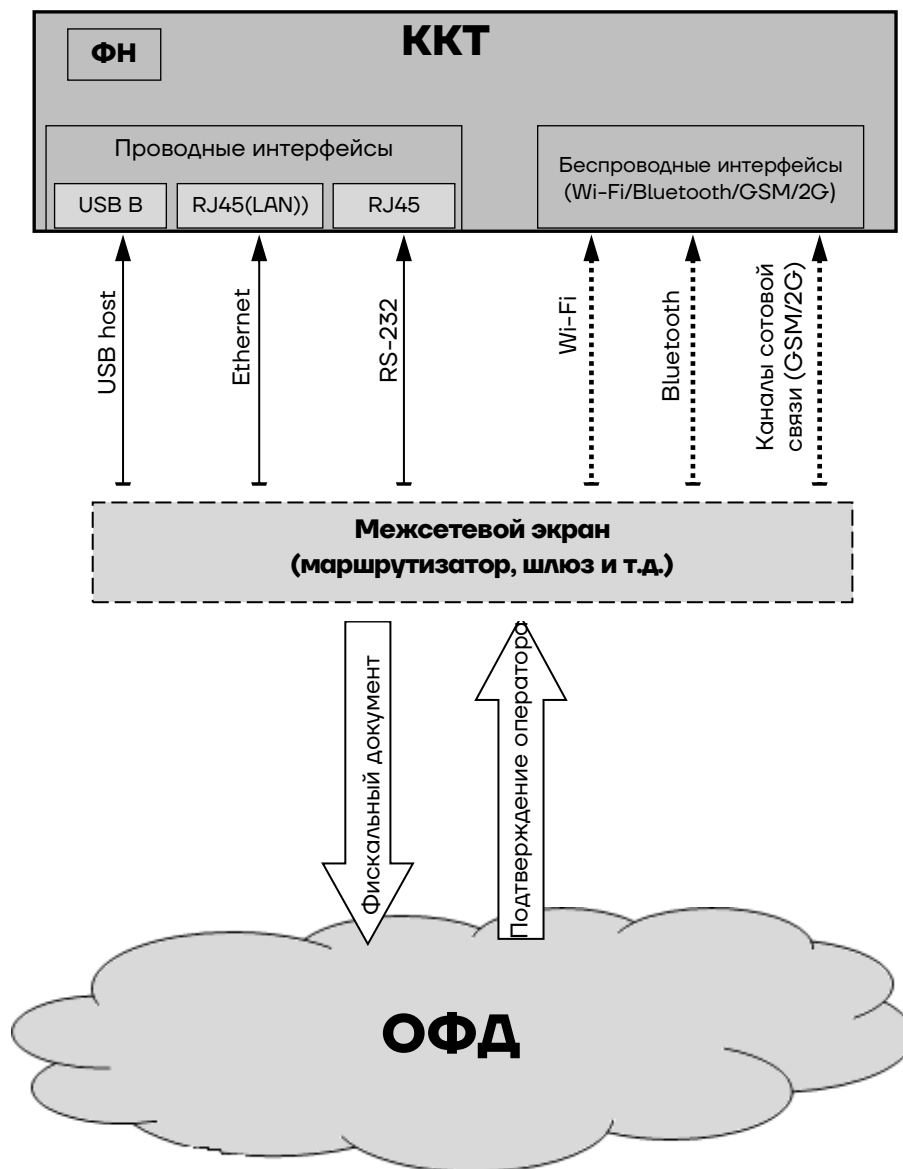 ККТ
ФН
Проводные интерфейсы
USB B
RJ45(LAN))
RJ45
Беспроводные интерфейсы
(Wi-Fi/Bluetooth/GSM/2G)
USB host
Ethernet
RS-232
Wi-Fi
Bluetooth
Каналы сотовой
связи (GSM/2G)
Межсетевой экран
(маршрутизатор, шлюз и т.д.)
Фискальный документ
Подтверждение оператора
ОФД